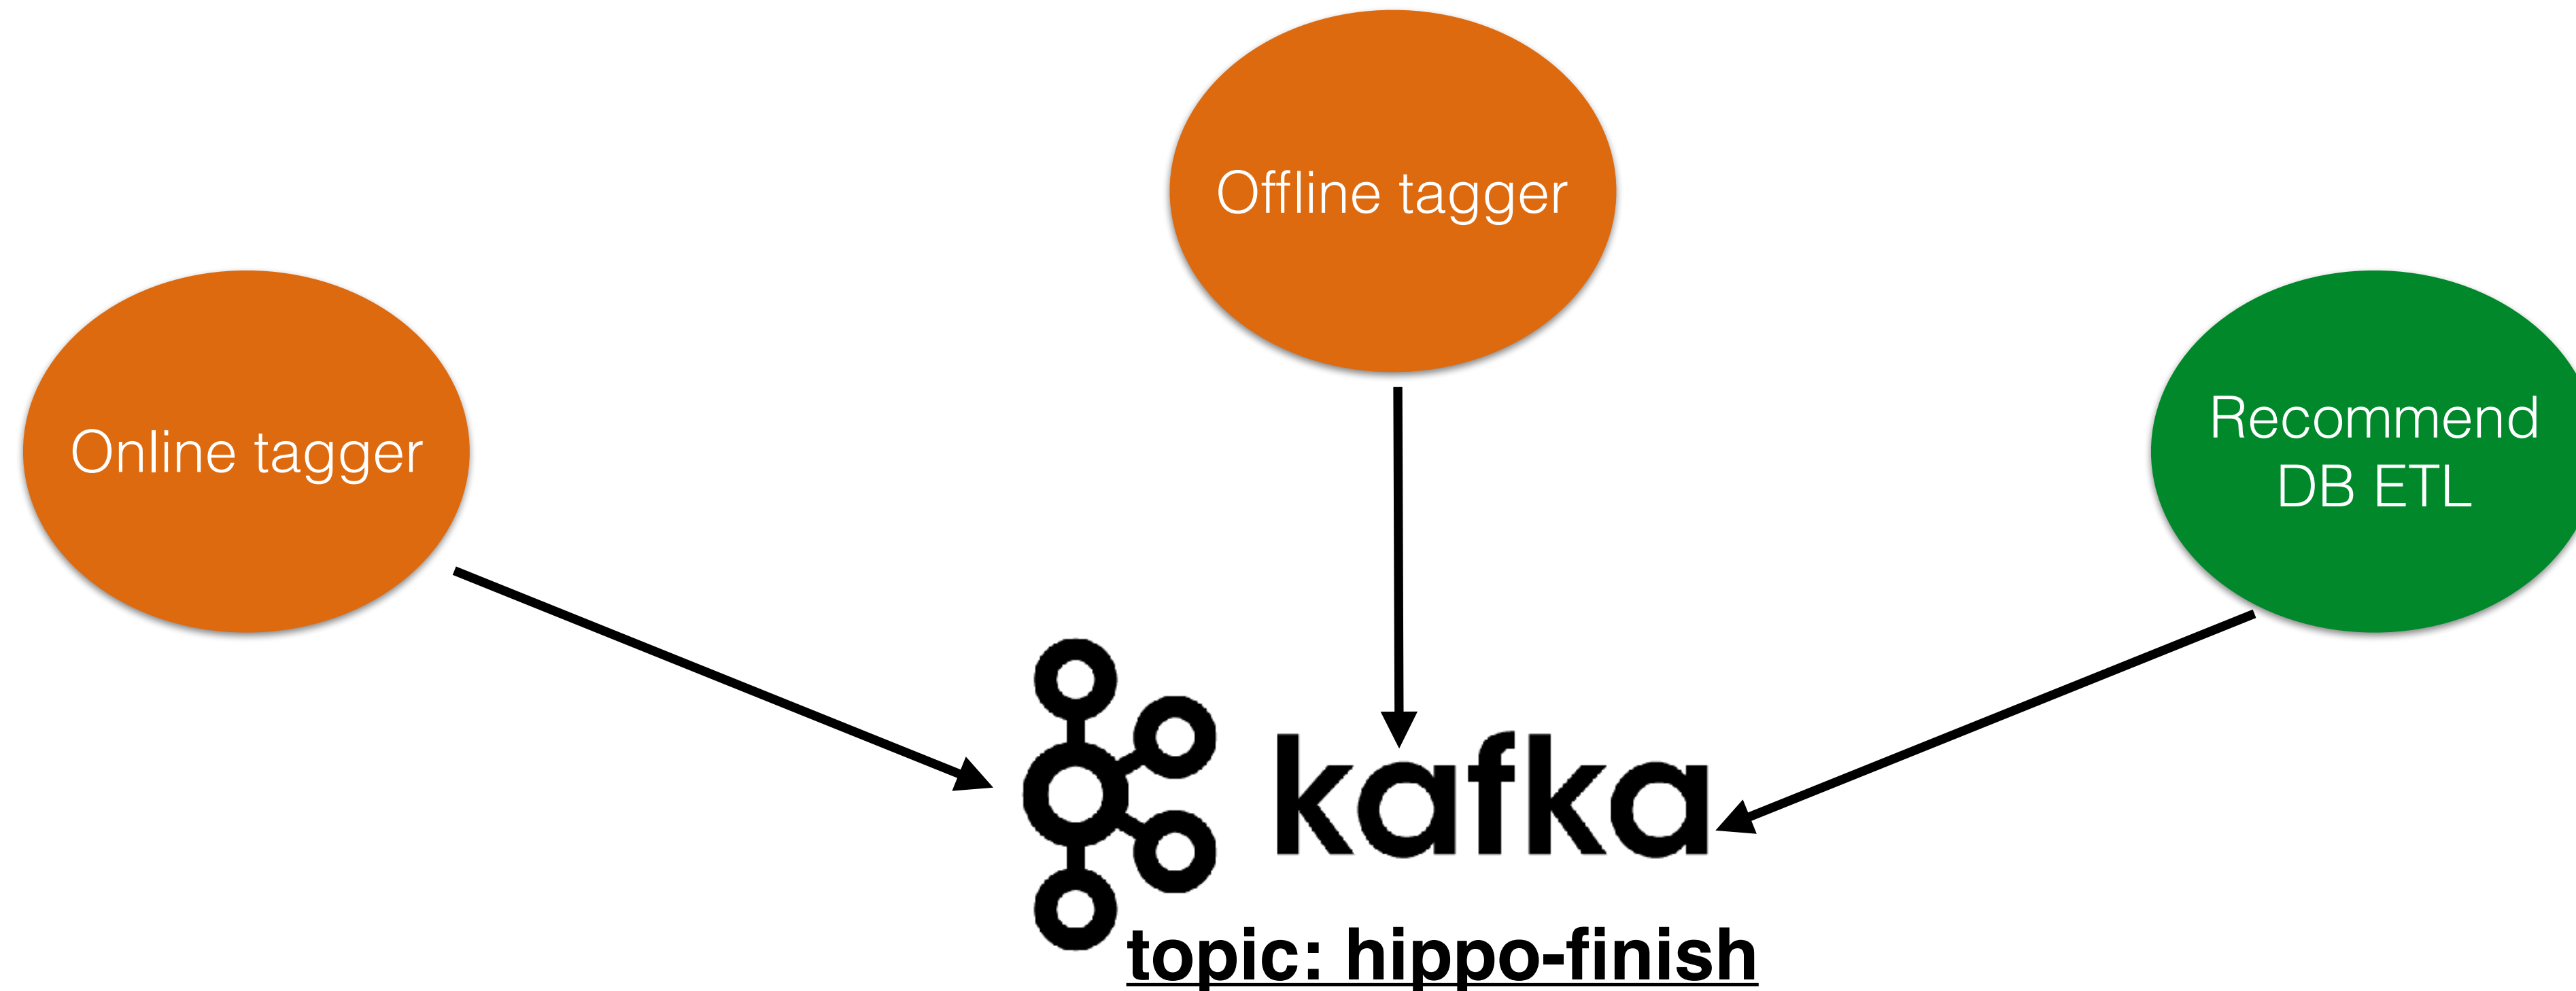 Offline tagger
Online tagger
Recommend
DB ETL
kafka
topic: hippo-finish